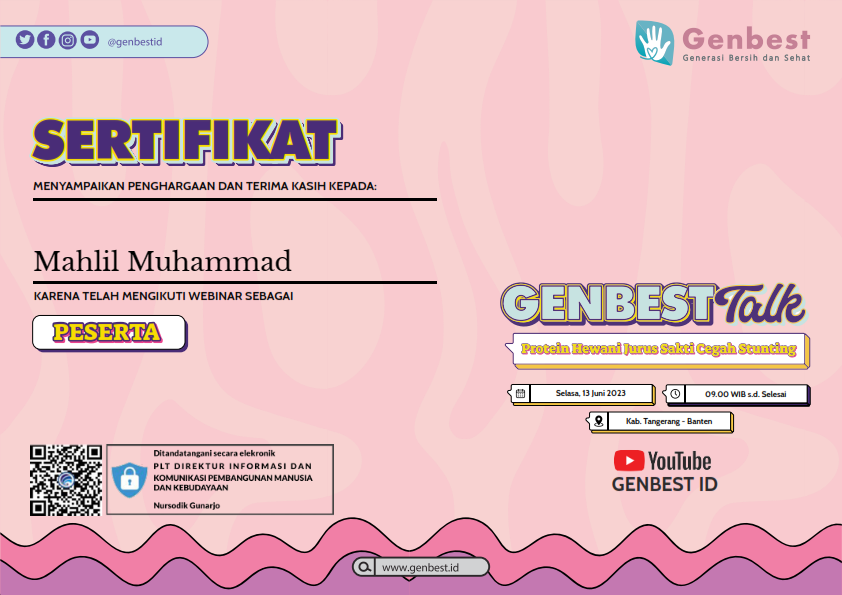 @genbestid
Genbest
Generasi Bersih dan Sehat
SERTIFIKAT
MENYAMPAIKAN PENGHARGAAN DAN TERIMA KASIH KEPADA:
Mahlil Muhammad
KARENA TELAH MENGIKUTI WEBINAR SEBAGAI
PESERTA
GENBEST Talk
Protein Hewani Jurus Sakti Cegah Stunting
Selasa, 13 Juni 2023
09.00 WIB s.d. Selesai
Kab. Tangerang - Banten
YouTube
GENBEST ID
Ditandatangani secara elekronik
PLT DIREKTUR INFORMASI DAN
KOMUNIKASI PEMBANGUNAN MANUSIA
DAN KEBUDAYAAN
Nursodik Gunarjo
www.genbest.id